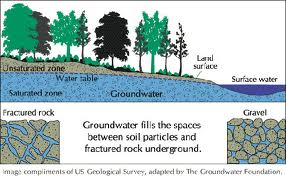 Land
surface
Unsaturated zone
Water table
Surface water
Saturated zone
Groundwater
Fractured rock
Gravel
Groundwater fills the spaces
between soil particles and
fractured rock underground.
Image compliments of US Geological Survey, adapted by The Groundwater Foundation.